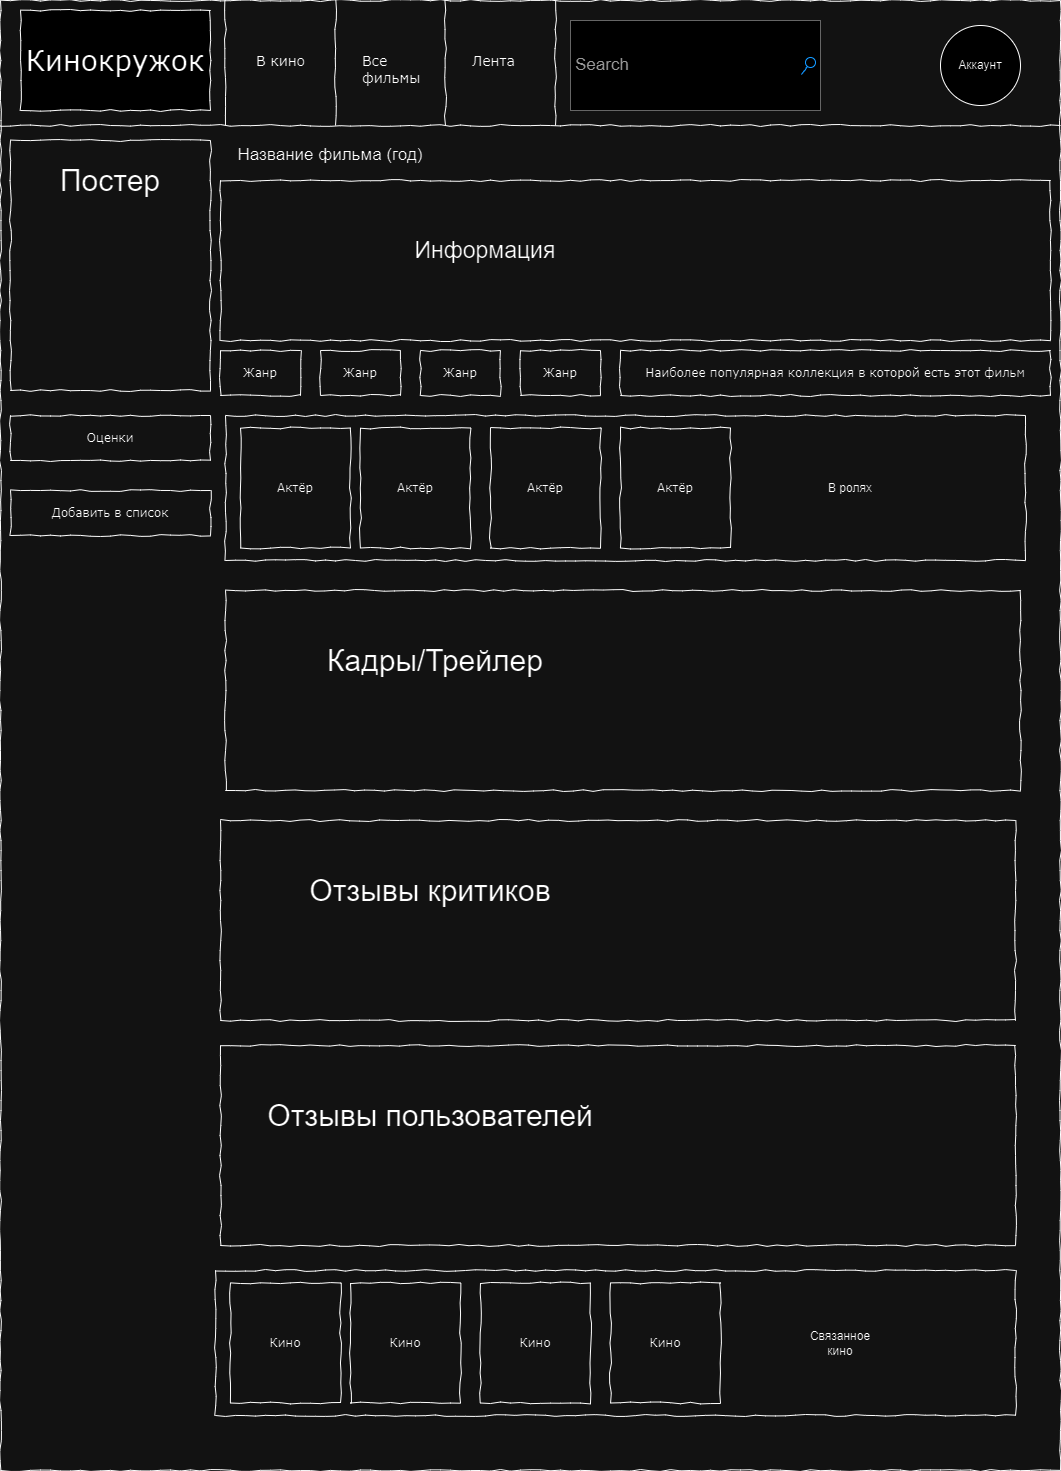 Кинокружок
В кино
Все
фильмы
Лента
Search
Аккаунт
Постер
Название фильма (год)
Информация
Жанр
Жанр
Жанр
Жанр
Наиболее популярная коллекция в которой есть этот фильм
Оценки
Добавить в список
Актёр
Актёр
Актёр
Актёр
В ролях
Кадры/Трейлер
Отзывы критиков
Отзывы пользователей
Кино
Кино
Кино
Кино
Связанное
кино